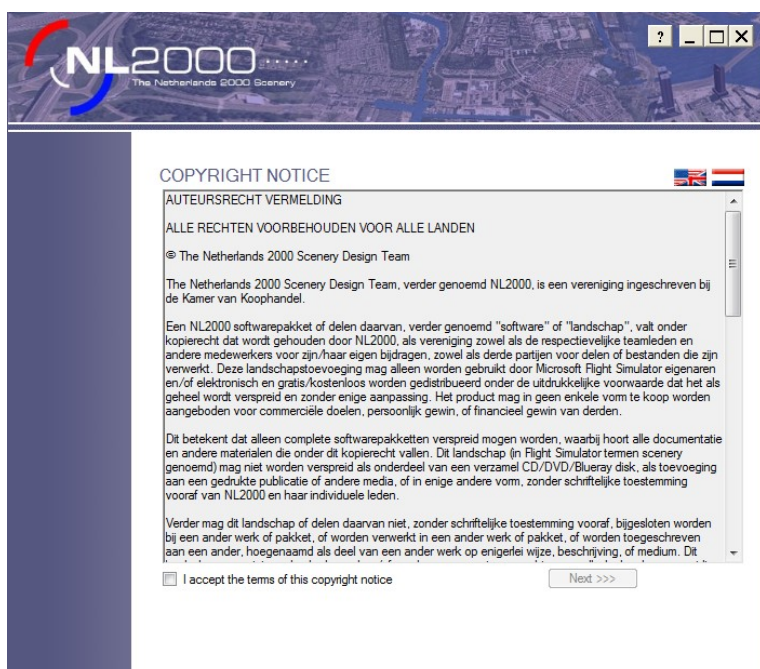 NL2000
The Netherlands 2000 Scenery
?
COPYRIGHT NOTICE
AUTEURSRECHT VERMELDING
ALLE RECHTEN VOORBEHOUDEN VOOR ALLE LANDEN
© The Netherlands 2000 Scenery Design Team
The Netherlands 2000 Scenery Design Team, verder genoemd NL2000, is een vereniging ingeschreven bij
de Kamer van Koophandel.
Een NL2000 softwarepakket of delen daarvan, verder genoemd "software" of "landschap", valt onder
kopierecht dat wordt gehouden door NL2000, als vereniging zowel als de respectievelijke teamleden en
andere medewerkers voor zijn/haar eigen bijdragen, zowel als derde partijen voor delen of bestanden die zijn
verwerkt. Deze landschapstoevoeging mag alleen worden gebruikt door Microsoft Flight Simulator eigenaren
en/of elektronisch en gratis/kostenloos worden gedistribueerd onder de uitdrukkelijke voorwaarde dat het als
geheel wordt verspreid en zonder enige aanpassing. Het product mag in geen enkele vorm te koop worden
aangeboden voor commerciële doelen, persoonlijk gewin, of financieel gewin van derden.
Dit betekent dat alleen complete softwarepakketten verspreid mogen worden, waarbij hoort alle documentatie
en andere materialen die onder dit kopierecht vallen. Dit landschap (in Flight Simulator termen scenery
genoemd) mag niet worden verspreid als onderdeel van een verzamel CD/DVD/Blueray disk, als toevoeging
aan een gedrukte publicatie of andere media, of in enige andere vorm, zonder schriftelijke toestemming
vooraf van NL2000 en haar individuele leden.
Verder mag dit landschap of delen daarvan niet, zonder schriftelijke toestemming vooraf, bijgesloten worden
bij een ander werk of pakket, of worden verwerkt in een ander werk of pakket, of worden toegeschreven
aan een ander, hoegenaamd als deel van een ander werk op enigerlei wijze, beschrijving, of medium. Dit
I accept the terms of this copyright notice
Next >>>